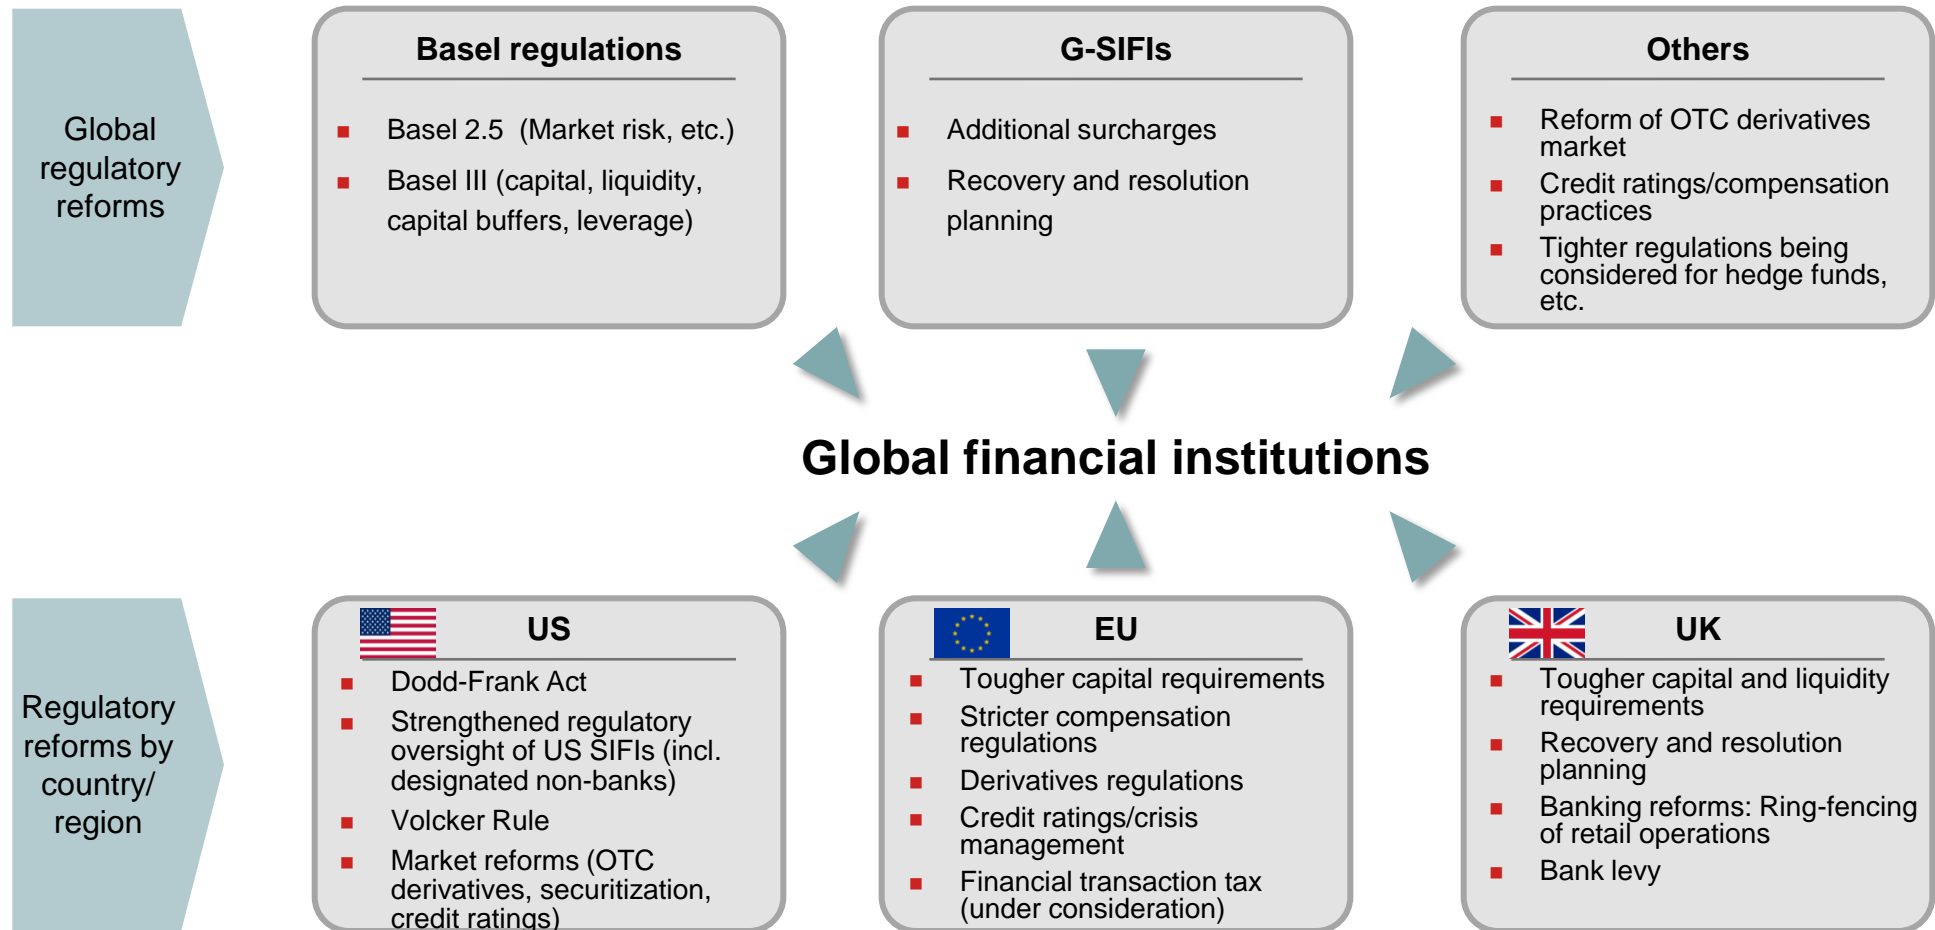 Global
regulatory
reforms
Basel regulations
Basel 2.5 (Market risk, etc.)
Basel III (capital, liquidity,
capital buffers, leverage)
G-SIFIs
Additional surcharges
Recovery and resolution
planning
Others
Reform of OTC derivatives
market
Credit ratings/compensation
practices
Tighter regulations being
considered for hedge funds,
etc.
Global financial institutions
Regulatory
reforms by
country/
region
US
Dodd-Frank Act
Strengthened regulatory
oversight of US SIFIs (incl.
designated non-banks)
Volcker Rule
Market reforms (OTC
derivatives, securitization,
credit ratings)
EU
Tougher capital requirements
Stricter compensation
regulations
Derivatives regulations
Credit ratings/crisis
management
Financial transaction tax
(under consideration)
UK
Tougher capital and liquidity
requirements
Recovery and resolution
planning
Banking reforms: Ring-fencing
of retail operations
Bank levy